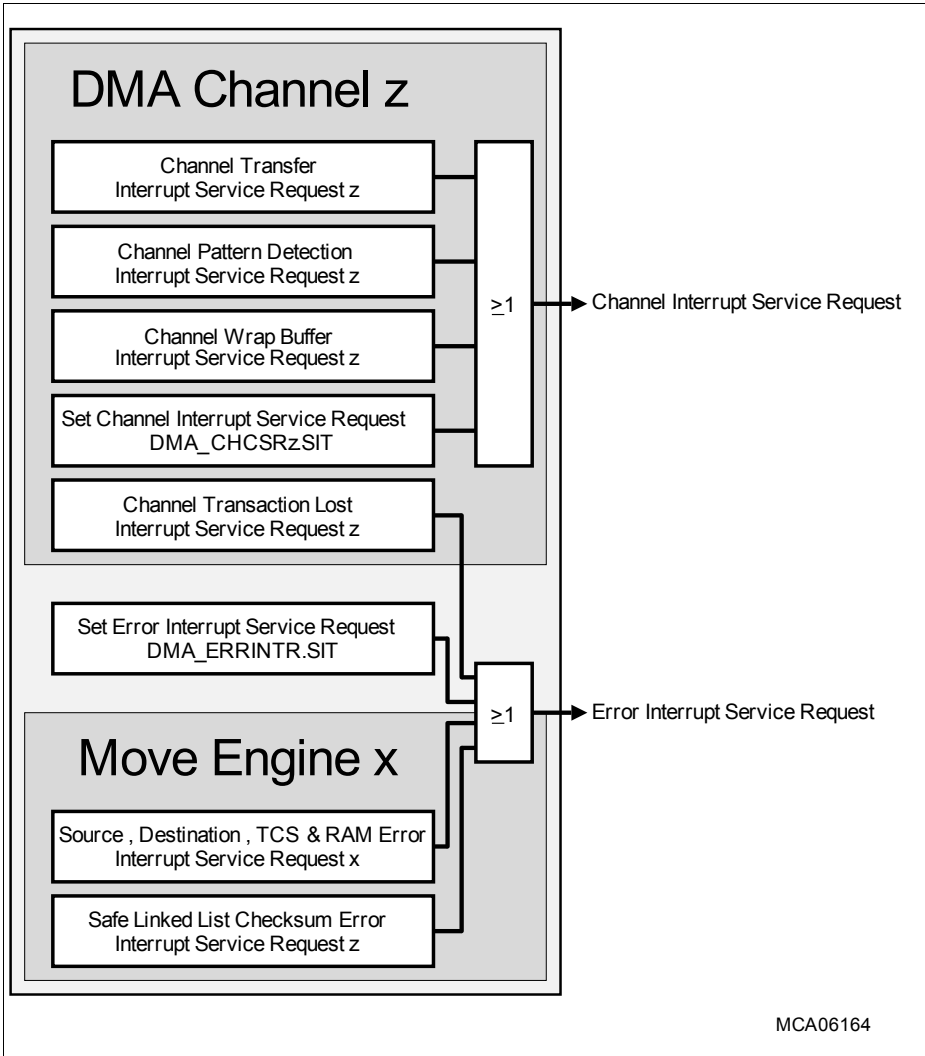 DMA Channel z
Channel Transfer
Interrupt Service Request z
Channel Pattern Detection
Interrupt Service Request z
Channel Wrap Buffer
Interrupt Service Request z
Set Channel Interrupt Service Request
DMA_CHCSRz.SIT
≥1
Channel Interrupt Service Request
Channel Transaction Lost
Interrupt Service Request z
Set Error Interrupt Service Request
DMA_ERRINTR.SIT
≥1
Error Interrupt Service Request
Move Engine x
Source , Destination , TCS & RAM Error
Interrupt Service Request x
Safe Linked List Checksum Error
Interrupt Service Request z
MCA06164